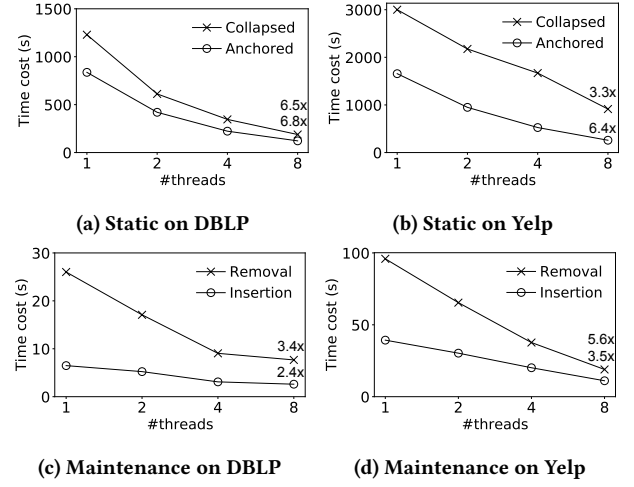 1500
1000
500
0
Time cost (s)
Collapsed
Anchored
6.5x
6.8x
1 2 4 8
#threads
(a) Static on DBLP
3000
2000
1000
0
Time cost (s)
Collapsed
Anchored
3.3x
6.4x
1 2 4 8
#threads
(b) Static on Yelp
30
20
10
0
Time cost (s)
Removal
Insertion
3.4x
2.4x
1 2 4 8
#threads
(c) Maintenance on DBLP
100
50
0
Time cost (s)
Removal
Insertion
5.6x
3.5x
1 2 4 8
#threads
(d) Maintenance on Yelp